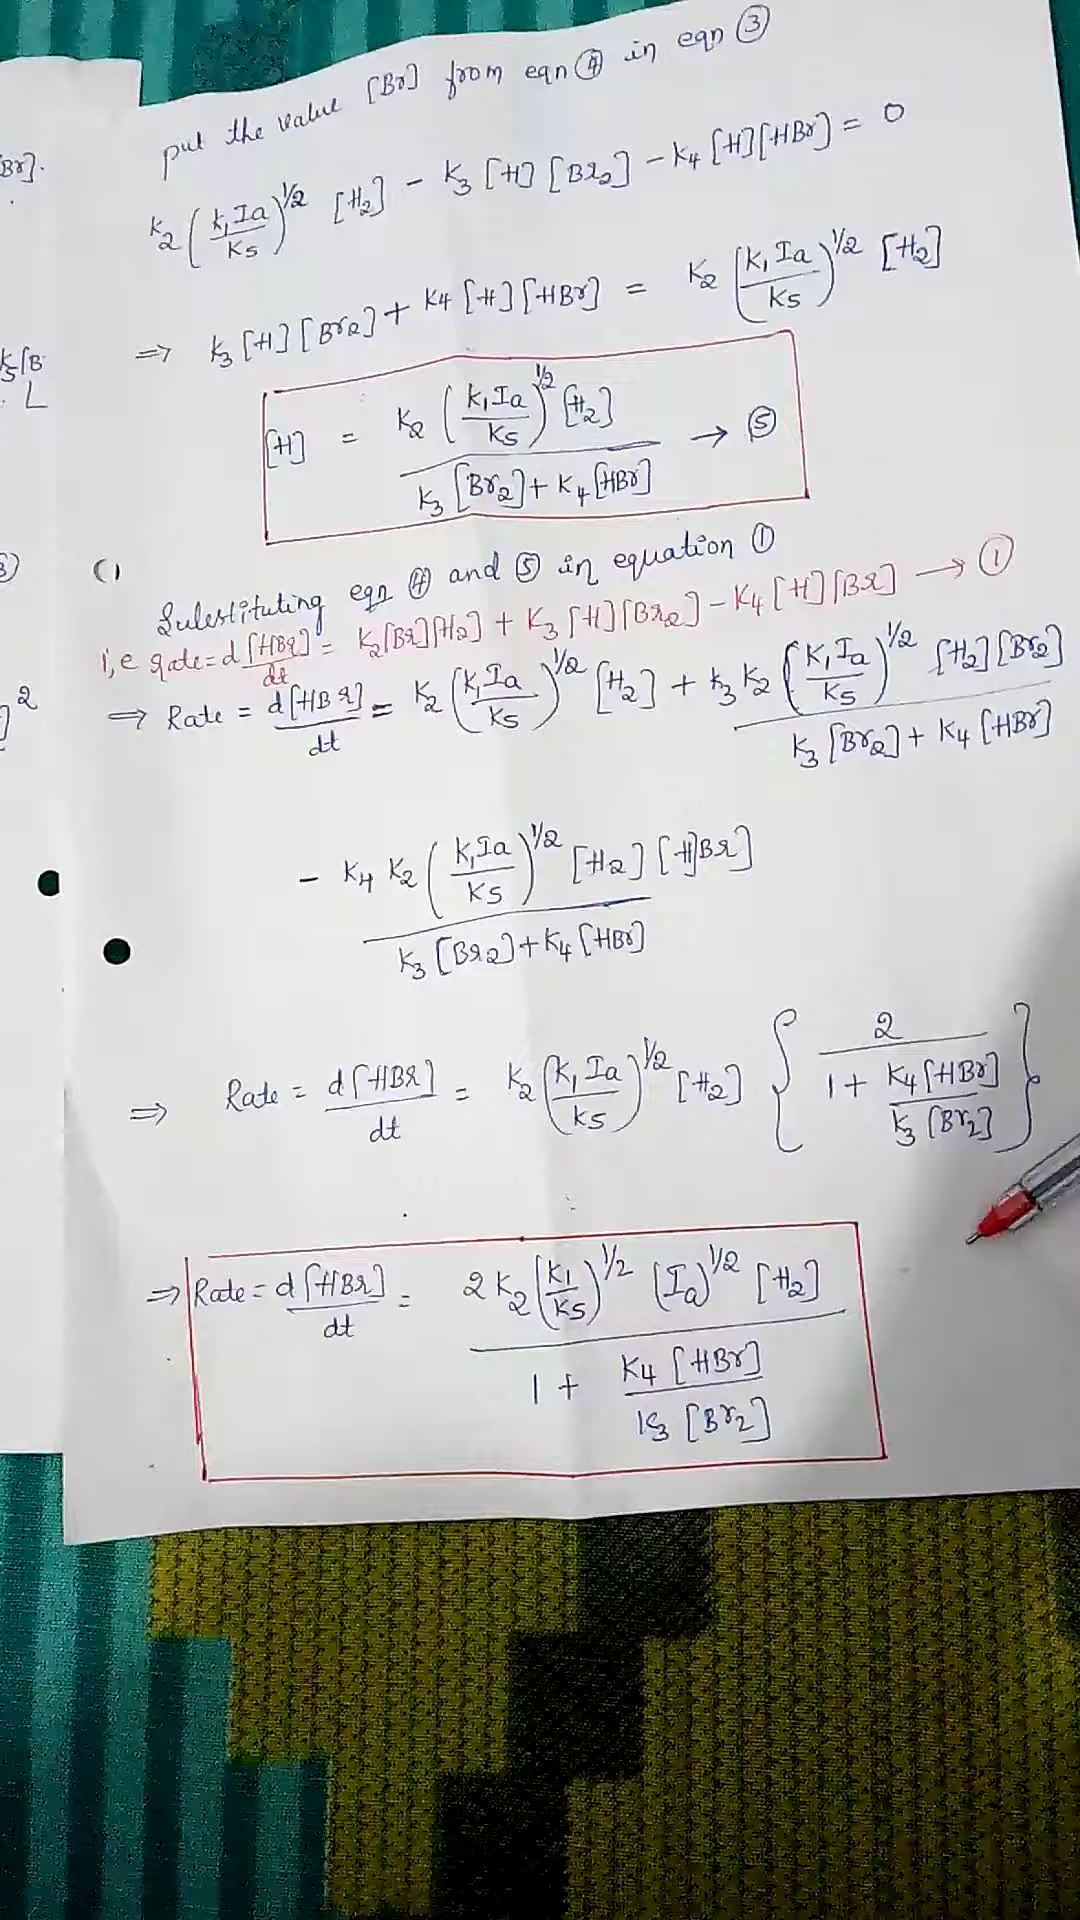 put the value [Br] from eqn ④ in eqn ③
Br].
K₂ (K₁Ia/K5)^1/2 [H₂] - K₃ [H] [Br₂] - K₄ [H][HBr] = 0
⇒ K₃ [H] [Br₂] + K₄ [H] [HBr] = K₂ (K₁Ia/K5)^1/2 [H₂]
K5[B
[H] = K₂ (K₁Ia/K5)^1/2 [H₂] / K₃ [Br₂] + K₄ [HBr] → ⑤
Substituting eqn ④ and ⑤ in equation ①
i,e rate = d[HBr]/dt = K₂[Br][H₂] + K₃ [H] [Br₂] - K₄ [H] [Br] → ①
]²
⇒ Rate = d[HBr]/dt = K₂ (K₁Ia/K5)^1/2 [H₂] + K₃ K₂ (K₁Ia/K5)^1/2 [H₂] [Br₂] / K₃ [Br₂] + K₄ [HBr]
- K₄ K₂ (K₁Ia/K5)^1/2 [H₂] [HBr] / K₃ [Br₂] + K₄ [HBr]
⇒ Rate = d[HBr]/dt = K₂ (K₁Ia/K5)^1/2 [H₂] { 2 / 1 + K₄[HBr]/K₃[Br₂] }
⇒ Rate = d[HBr]/dt = 2 K₂ (K₁/K5)^1/2 (Ia)^1/2 [H₂] / 1 + K₄ [HBr]/K₃ [Br₂]